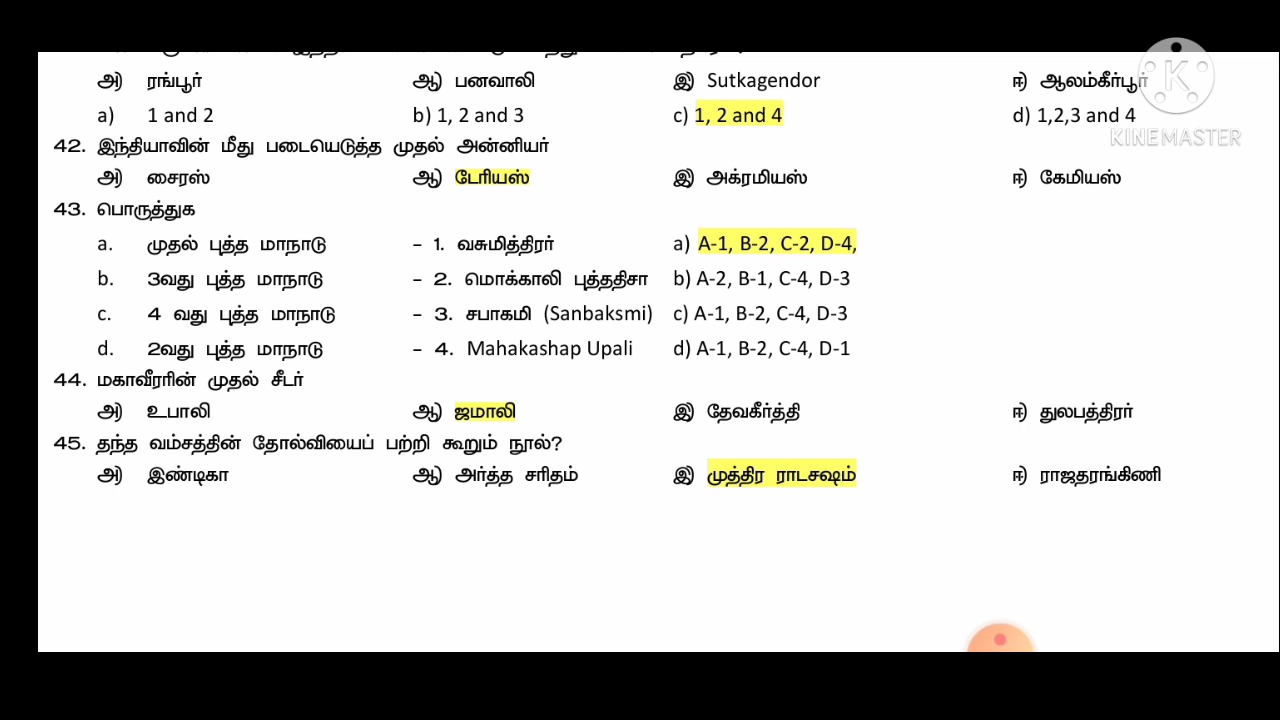 அ) ரங்பூர் ஆ) பனவாலி இ) Sutkagendor ஈ) ஆலம்கீர்பூர்
a) 1 and 2 b) 1, 2 and 3 c) 1, 2 and 4 d) 1,2,3 and 4
KINEMASTER
42. இந்தியாவின் மீது படையெடுத்த முதல் அன்னியர்
அ) சைரஸ் ஆ) டேரியஸ் இ) அக்ரமியஸ் ஈ) கேமியஸ்
43. பொருத்துக
a. முதல் புத்த மாநாடு – 1. வசுமித்திரர் a) A-1, B-2, C-2, D-4,
b. 3வது புத்த மாநாடு – 2. மொக்காலி புத்ததிசா b) A-2, B-1, C-4, D-3
c. 4 வது புத்த மாநாடு – 3. சபாகமி (Sanbaksmi) c) A-1, B-2, C-4, D-3
d. 2வது புத்த மாநாடு – 4. Mahakashap Upali d) A-1, B-2, C-4, D-1
44. மகாவீரரின் முதல் சீடர்
அ) உபாலி ஆ) ஜமாலி இ) தேவகீர்த்தி ஈ) துலபத்திரர்
45. தந்த வம்சத்தின் தோல்வியைப் பற்றி கூறும் நூல்?
அ) இண்டிகா ஆ) அர்த்த சரிதம் இ) முத்திர ராடசஷம் ஈ) ராஜதரங்கிணி